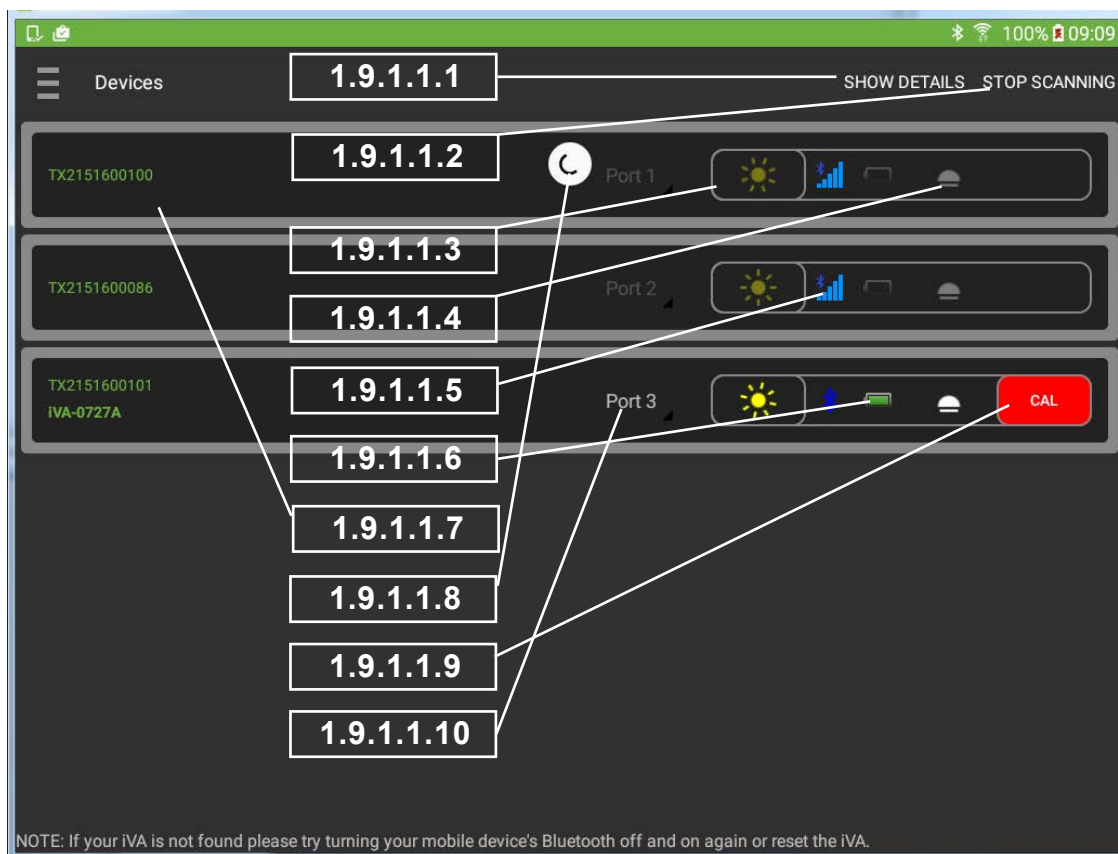 100% 09:09
Devices
1.9.1.1.1
SHOW DETAILS STOP SCANNING
1.9.1.1.2
TX2151600100
Port 1
1.9.1.1.3
TX2151600086
Port 2
1.9.1.1.4
1.9.1.1.5
TX2151600101
iVA-0727A
Port 3
CAL
1.9.1.1.6
1.9.1.1.7
1.9.1.1.8
1.9.1.1.9
1.9.1.1.10
NOTE: If your iVA is not found please try turning your mobile device's Bluetooth off and on again or reset the iVA.